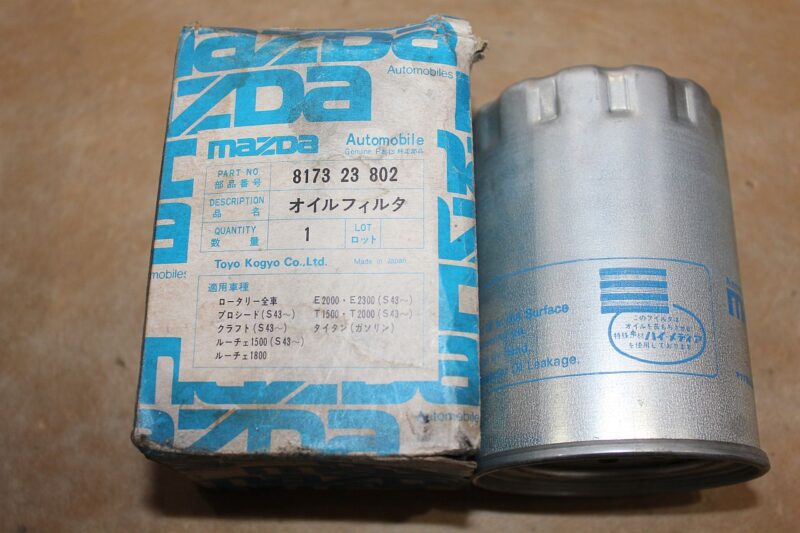 mazDa
Automobiles
mazDa
mazDa Automobile
Genuine Parts 純正部品
PART NO 8173 23 802
部品番号
DESCRIPTION オイルフィルタ
品名
QUANTITY 1 LOT
数量 ロット
Toyo Kogyo Co.,Ltd. Made in Japan
適用車種
ロータリー全車 E2000・E2300(S43~)
プロシード(S43~) T1500・T2000(S43~)
クラフト(S43~) タイタン(ガソリン)
ルーチェ1500(S43~)
ルーチェ1800
mobiles
Automobile
mazDa
Surface
Oil Leakage.
このフィルタは
オイルを長もちさせる
特殊ろ材ハイ・メディア
を使用しております